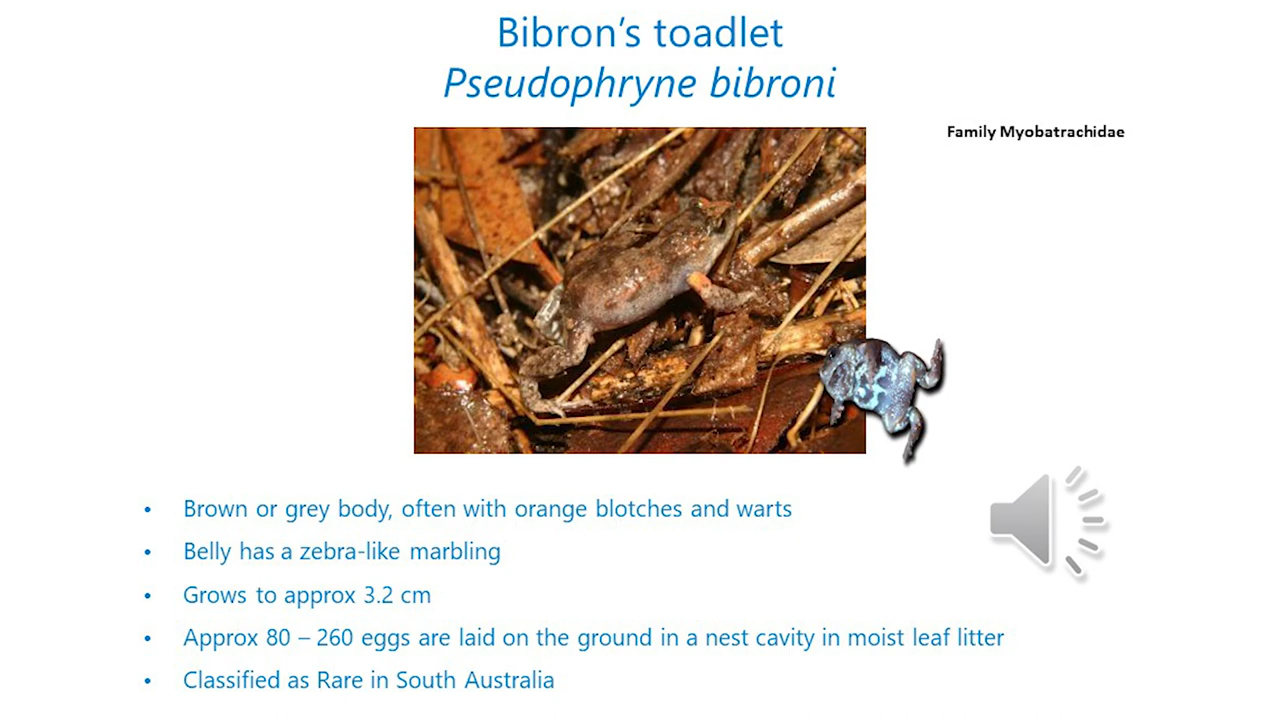 Bibron’s toadlet
Pseudophryne bibroni
Family Myobatrachidae
• Brown or grey body, often with orange blotches and warts
• Belly has a zebra-like marbling
• Grows to approx 3.2 cm
• Approx 80 – 260 eggs are laid on the ground in a nest cavity in moist leaf litter
• Classified as Rare in South Australia